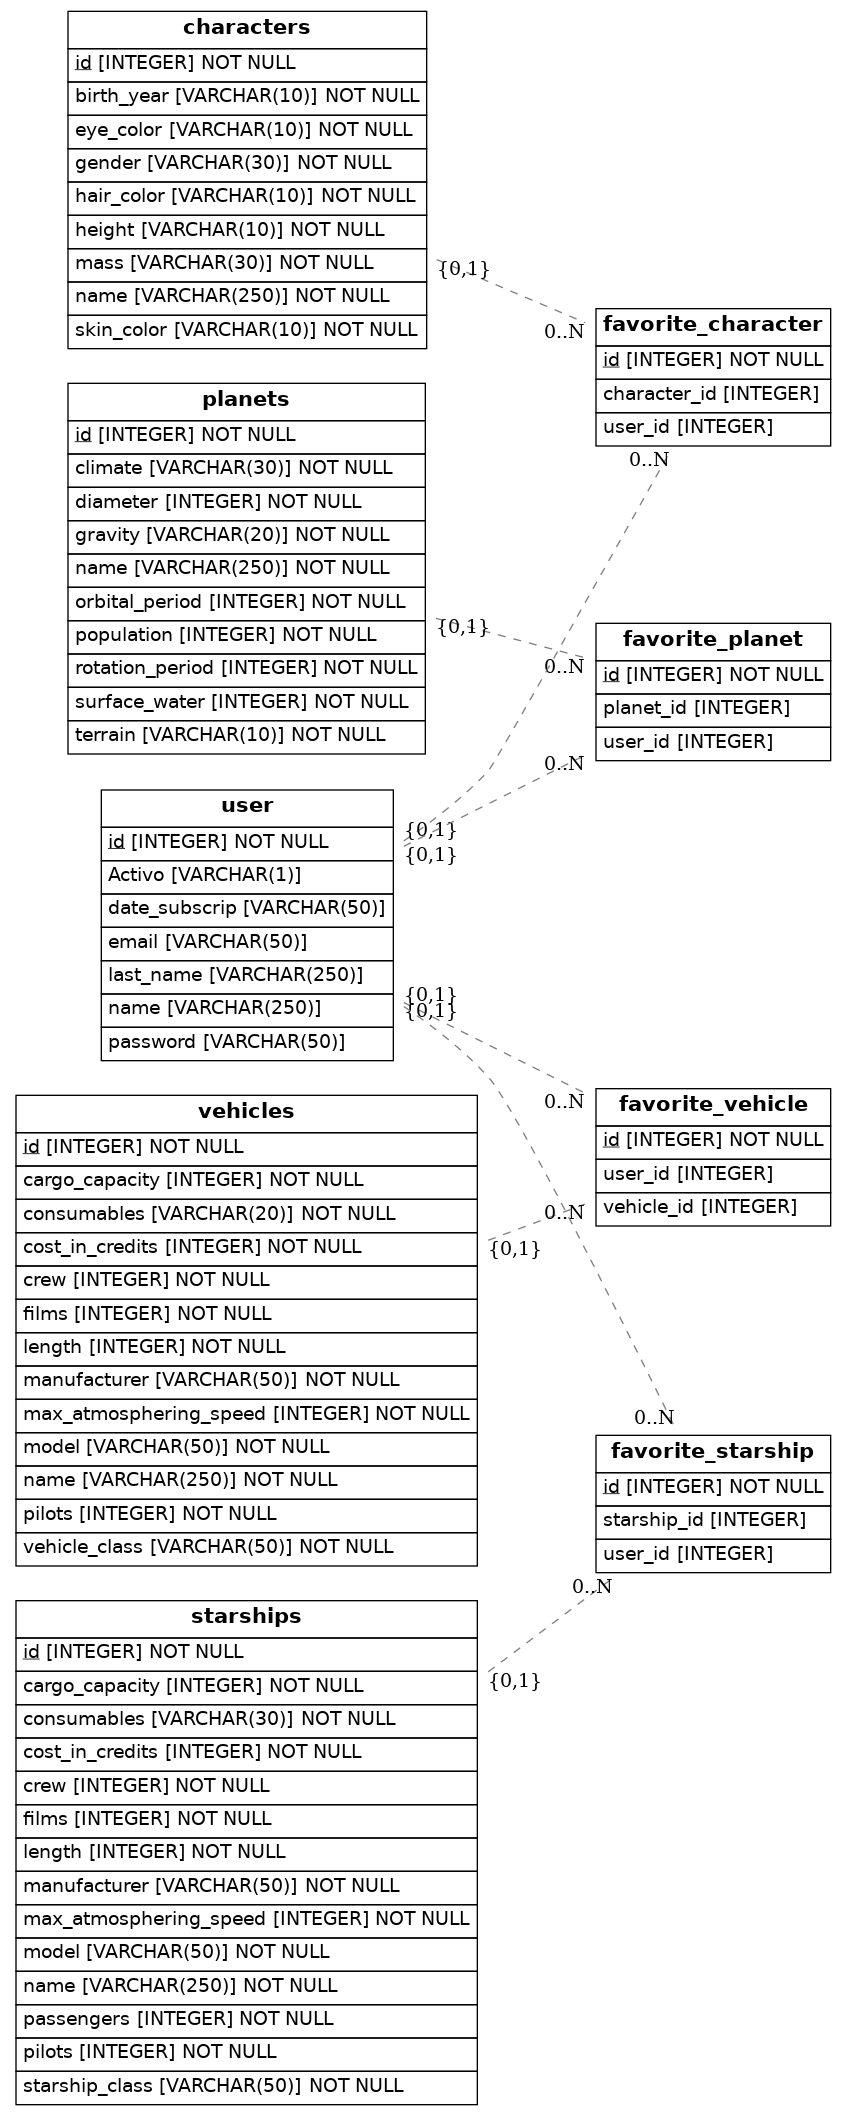 characters
id [INTEGER] NOT NULL
birth_year [VARCHAR(10)] NOT NULL
eye_color [VARCHAR(10)] NOT NULL
gender [VARCHAR(30)] NOT NULL
hair_color [VARCHAR(10)] NOT NULL
height [VARCHAR(10)] NOT NULL
mass [VARCHAR(30)] NOT NULL
name [VARCHAR(250)] NOT NULL
skin_color [VARCHAR(10)] NOT NULL
{0,1}
0..N
favorite_character
id [INTEGER] NOT NULL
character_id [INTEGER]
user_id [INTEGER]
0..N
planets
id [INTEGER] NOT NULL
climate [VARCHAR(30)] NOT NULL
diameter [INTEGER] NOT NULL
gravity [VARCHAR(20)] NOT NULL
name [VARCHAR(250)] NOT NULL
orbital_period [INTEGER] NOT NULL
population [INTEGER] NOT NULL
rotation_period [INTEGER] NOT NULL
surface_water [INTEGER] NOT NULL
terrain [VARCHAR(10)] NOT NULL
{0,1}
0..N
favorite_planet
id [INTEGER] NOT NULL
planet_id [INTEGER]
user_id [INTEGER]
0..N
user
id [INTEGER] NOT NULL
Activo [VARCHAR(1)]
date_subscrip [VARCHAR(50)]
email [VARCHAR(50)]
last_name [VARCHAR(250)]
name [VARCHAR(250)]
password [VARCHAR(50)]
{0,1}
{0,1}
{0,1}
{0,1}
0..N
favorite_vehicle
id [INTEGER] NOT NULL
user_id [INTEGER]
vehicle_id [INTEGER]
0..N
vehicles
id [INTEGER] NOT NULL
cargo_capacity [INTEGER] NOT NULL
consumables [VARCHAR(20)] NOT NULL
cost_in_credits [INTEGER] NOT NULL
crew [INTEGER] NOT NULL
films [INTEGER] NOT NULL
length [INTEGER] NOT NULL
manufacturer [VARCHAR(50)] NOT NULL
max_atmosphering_speed [INTEGER] NOT NULL
model [VARCHAR(50)] NOT NULL
name [VARCHAR(250)] NOT NULL
pilots [INTEGER] NOT NULL
vehicle_class [VARCHAR(50)] NOT NULL
{0,1}
0..N
favorite_starship
id [INTEGER] NOT NULL
starship_id [INTEGER]
user_id [INTEGER]
0..N
starships
id [INTEGER] NOT NULL
cargo_capacity [INTEGER] NOT NULL
consumables [VARCHAR(30)] NOT NULL
cost_in_credits [INTEGER] NOT NULL
crew [INTEGER] NOT NULL
films [INTEGER] NOT NULL
length [INTEGER] NOT NULL
manufacturer [VARCHAR(50)] NOT NULL
max_atmosphering_speed [INTEGER] NOT NULL
model [VARCHAR(50)] NOT NULL
name [VARCHAR(250)] NOT NULL
passengers [INTEGER] NOT NULL
pilots [INTEGER] NOT NULL
starship_class [VARCHAR(50)] NOT NULL
{0,1}